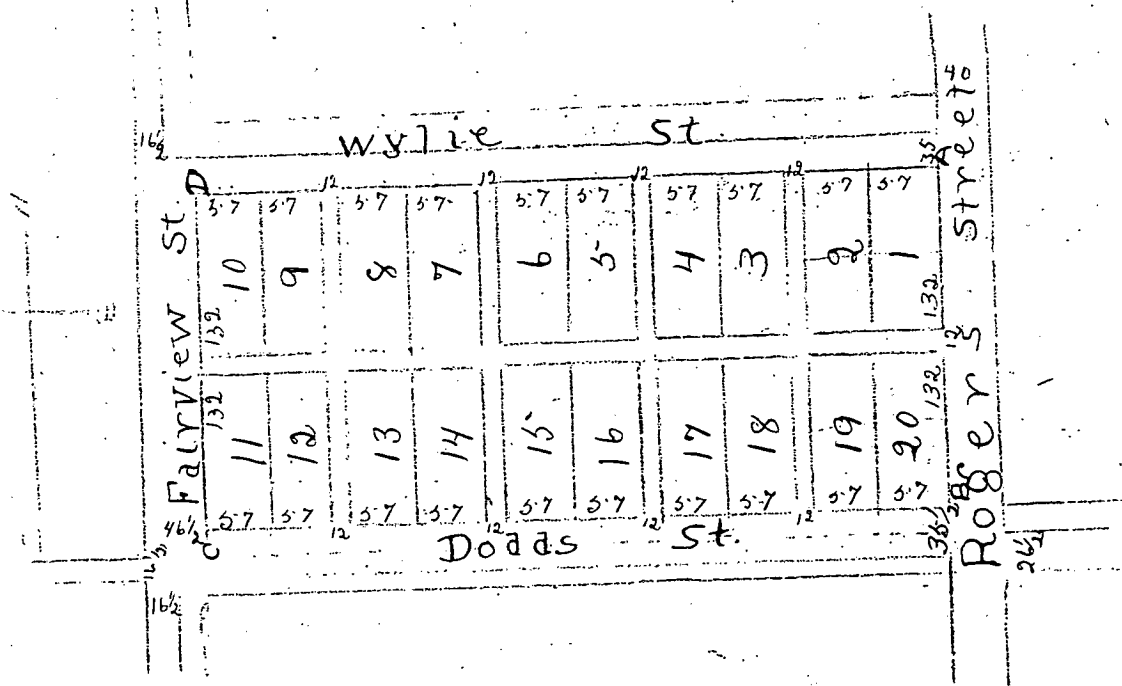 40
16½
Wylie St.
35
A
D
12 12 12 12
5.7 5.7 5.7 5.7 5.7 5.7 5.7 5.7 5.7 5.7
10 9 8 7 6 5 4 3 2 1
132 132
12
132 132
11 12 13 14 15 16 17 18 19 20
5.7 5.7 5.7 5.7 5.7 5.7 5.7 5.7 5.7 5.7
12 12 12 12
Fairview St.
Rogers Street
46½
C
B
Dodds St.
35
26½
16½